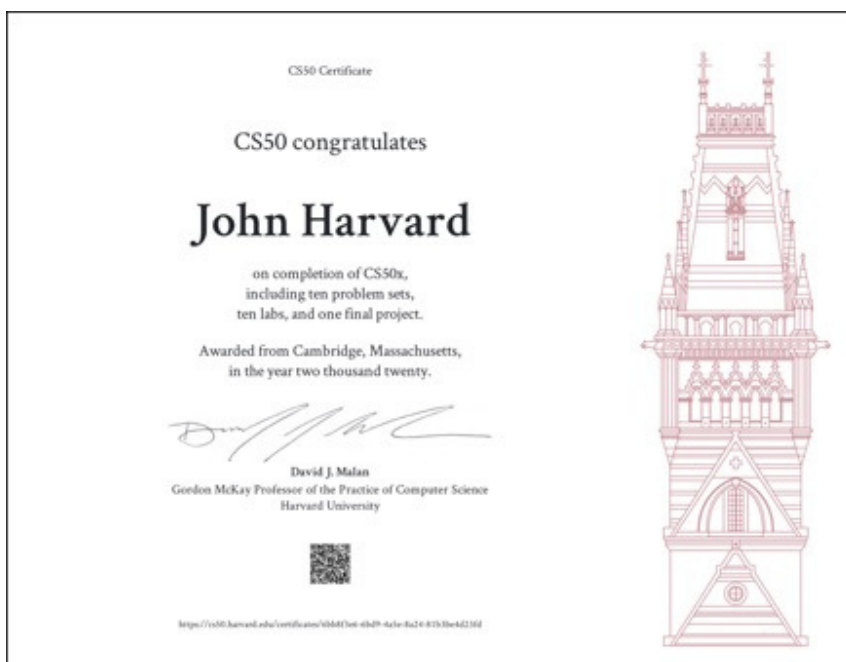 CS50 Certificate
CS50 congratulates
John Harvard
on completion of CS50x,
including ten problem sets,
ten labs, and one final project.
Awarded from Cambridge, Massachusetts,
in the year two thousand twenty.
David J. Malan
Gordon McKay Professor of the Practice of Computer Science
Harvard University